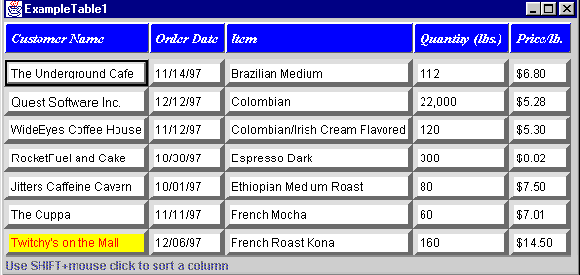 ExampleTable1
Customer Name Order Date Item Quantity (lbs.) Price/lb.
The Underground Cafe 11/14/97 Brazilian Medium 112 $6.80
Quest Software Inc. 12/12/97 Colombian 22,000 $5.28
WideEyes Coffee House 11/12/97 Colombian/Irish Cream Flavored 120 $5.30
RocketFuel and Cake 10/30/97 Espresso Dark 300 $0.02
Jitters Caffeine Cavern 10/01/97 Ethiopian Medium Roast 80 $7.50
The Cuppa 11/11/97 French Mocha 60 $7.01
Twitchy's on the Mall 12/06/97 French Roast Kona 160 $14.50
Use SHIFT+mouse click to sort a column